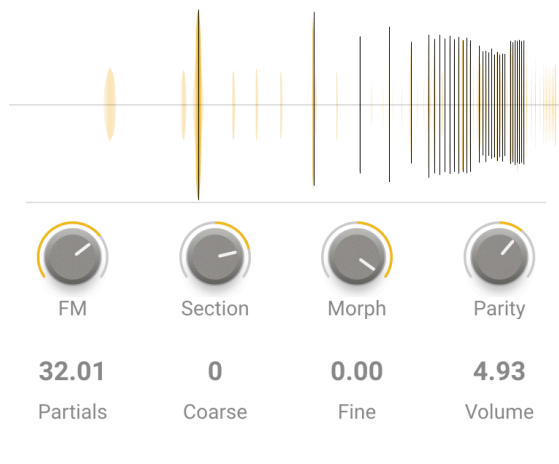 FM Section Morph Parity
32.01 0 0.00 4.93
Partials Coarse Fine Volume